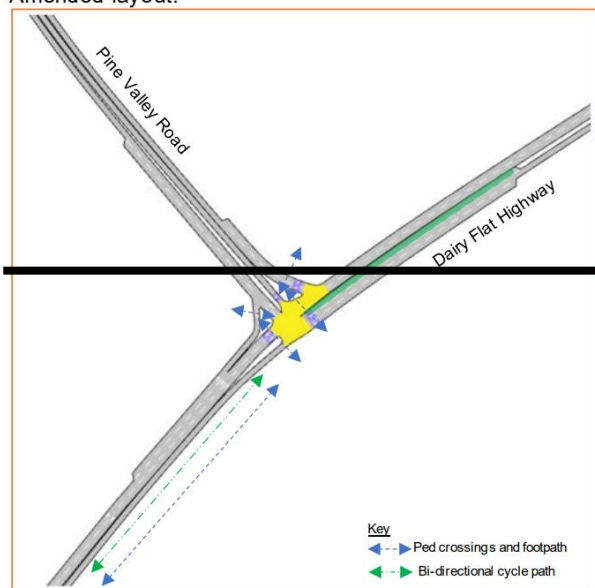 Amended layout:
Pine Valley Road
Dairy Flat Highway
Key
Ped crossings and footpath
Bi-directional cycle path